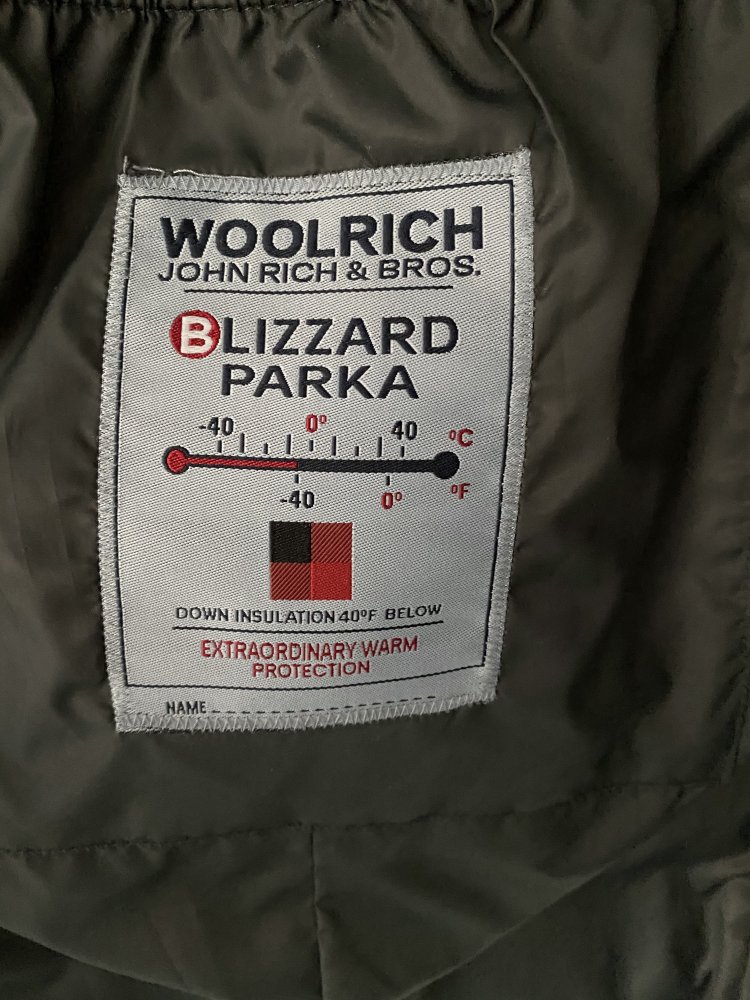 WOOLRICH
JOHN RICH & BROS.
BLIZZARD
PARKA
-40 0° 40 °C
-40 0° °F
DOWN INSULATION 40°F BELOW
EXTRAORDINARY WARM
PROTECTION
NAME